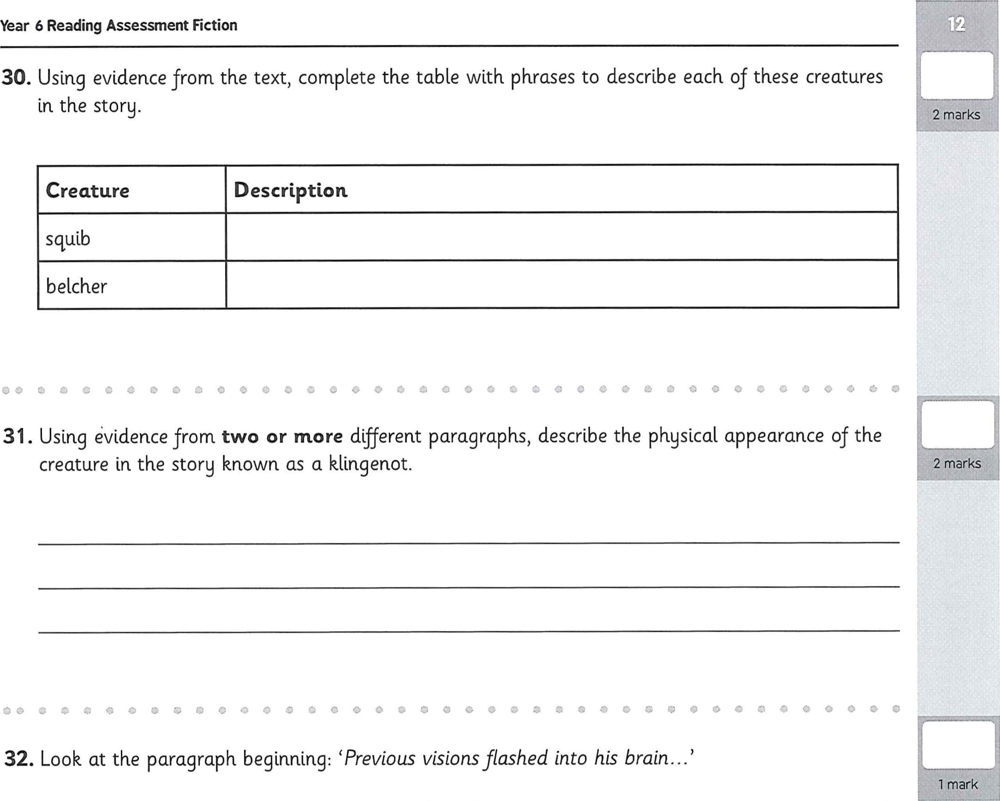 Year 6 Reading Assessment Fiction
12
30. Using evidence from the text, complete the table with phrases to describe each of these creatures
in the story.
2 marks
Creature Description
squib
belcher
31. Using evidence from two or more different paragraphs, describe the physical appearance of the
creature in the story known as a klingenot.
2 marks
32. Look at the paragraph beginning: ‘Previous visions flashed into his brain...’
1 mark